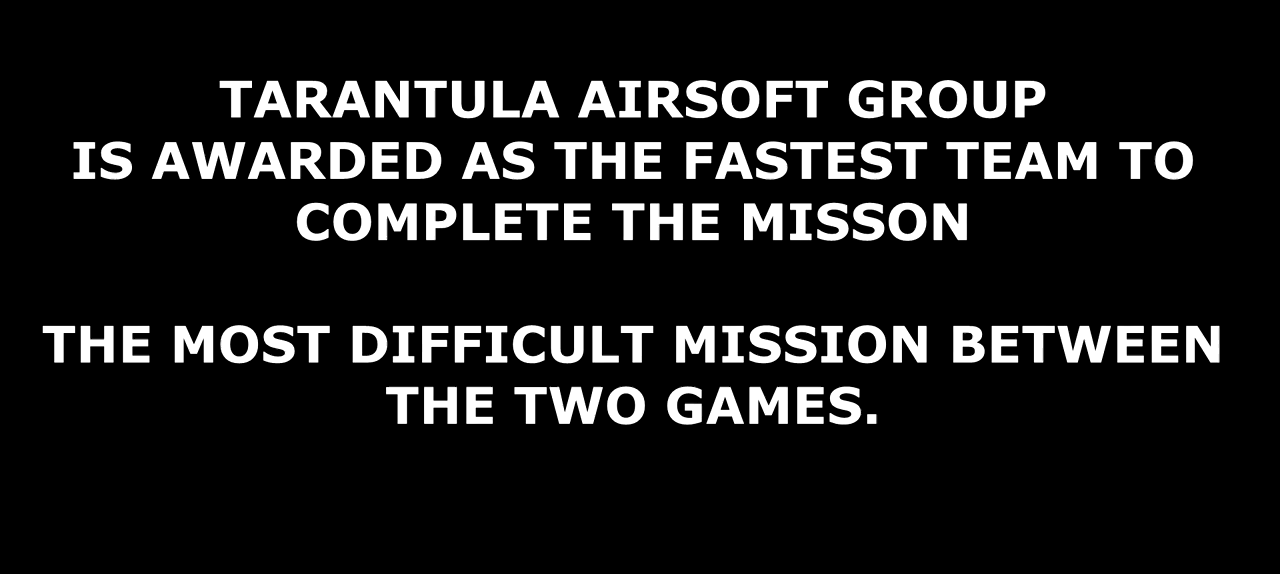 TARANTULA AIRSOFT GROUP
IS AWARDED AS THE FASTEST TEAM TO
COMPLETE THE MISSON
THE MOST DIFFICULT MISSION BETWEEN
THE TWO GAMES.